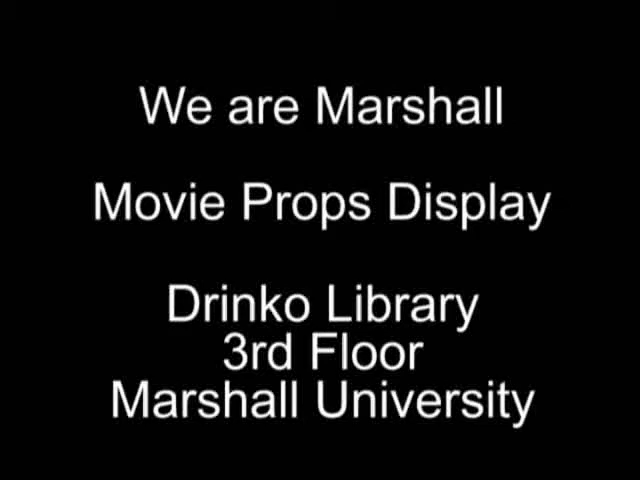 We are Marshall
Movie Props Display
Drinko Library
3rd Floor
Marshall University